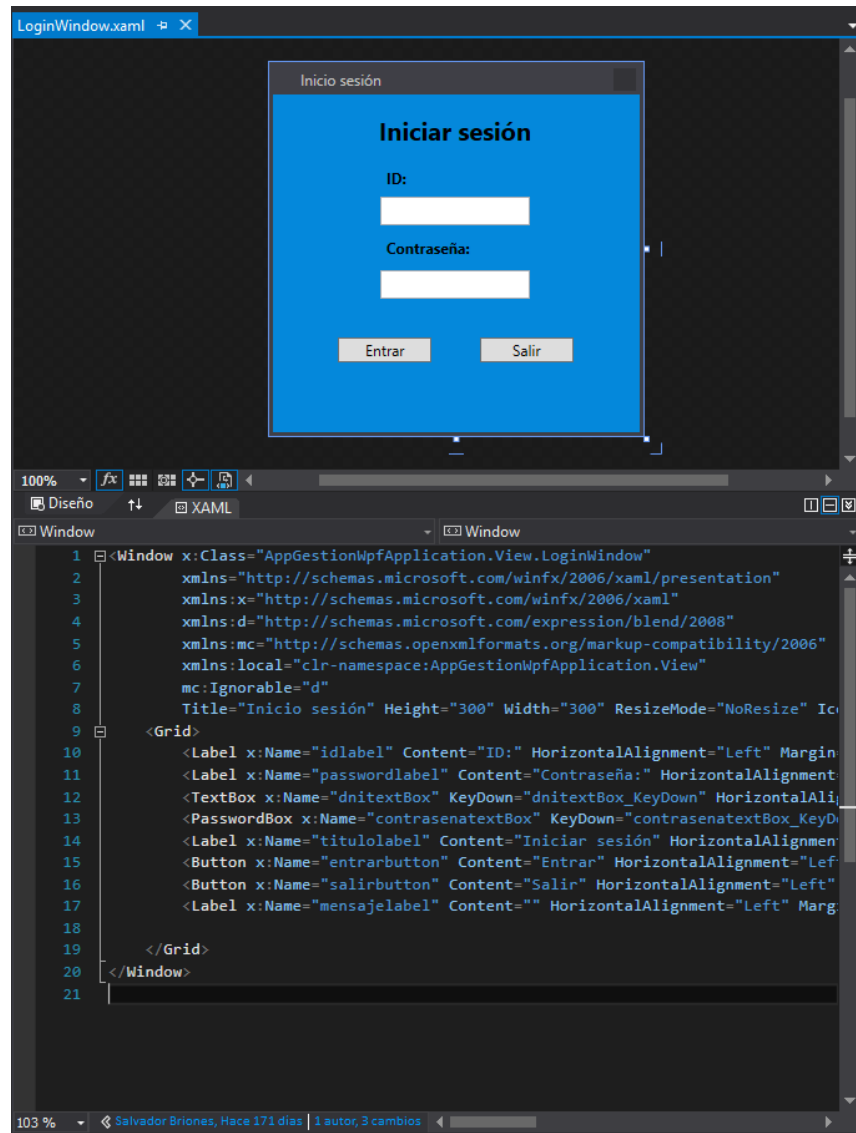 LoginWindow.xaml
Inicio sesión
Iniciar sesión
ID:
Contraseña:
Entrar Salir
100% fx
Diseño XAML
Window Window
1 <Window x:Class="AppGestionWpfApplication.View.LoginWindow"
2 xmlns="http://schemas.microsoft.com/winfx/2006/xaml/presentation"
3 xmlns:x="http://schemas.microsoft.com/winfx/2006/xaml"
4 xmlns:d="http://schemas.microsoft.com/expression/blend/2008"
5 xmlns:mc="http://schemas.openxmlformats.org/markup-compatibility/2006"
6 xmlns:local="clr-namespace:AppGestionWpfApplication.View"
7 mc:Ignorable="d"
8 Title="Inicio sesión" Height="300" Width="300" ResizeMode="NoResize" Ico
9 <Grid>
10 <Label x:Name="idlabel" Content="ID:" HorizontalAlignment="Left" Margin
11 <Label x:Name="passwordlabel" Content="Contraseña:" HorizontalAlignment
12 <TextBox x:Name="dnitextBox" KeyDown="dnitextBox_KeyDown" HorizontalAli
13 <PasswordBox x:Name="contrasenatextBox" KeyDown="contrasenatextBox_KeyD
14 <Label x:Name="titulolabel" Content="Iniciar sesión" HorizontalAlignmen
15 <Button x:Name="entrarbutton" Content="Entrar" HorizontalAlignment="Lef
16 <Button x:Name="salirbutton" Content="Salir" HorizontalAlignment="Left"
17 <Label x:Name="mensajelabel" Content="" HorizontalAlignment="Left" Marg
18
19 </Grid>
20 </Window>
21
103 % Salvador Briones, Hace 171 días | 1 autor, 3 cambios